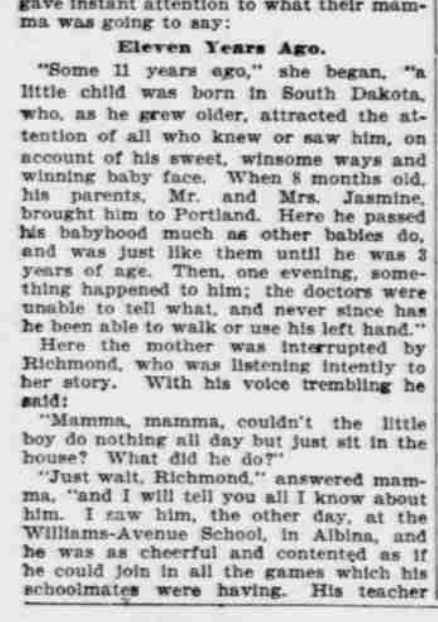 gave instant attention to what their mam-
ma was going to say:
Eleven Years Ago.
"Some 11 years ago," she began, "a
little child was born in South Dakota,
who, as he grew older, attracted the at-
tention of all who knew or saw him, on
account of his sweet, winsome ways and
winning baby face. When 8 months old,
his parents, Mr. and Mrs. Jasmine,
brought him to Portland. Here he passed
his babyhood much as other babies do,
and was just like them until he was 3
years of age. Then, one evening, some-
thing happened to him; the doctors were
unable to tell what, and never since has
he been able to walk or use his left hand."
Here the mother was interrupted by
Richmond, who was listening intently to
her story. With his voice trembling he
said:
"Mamma, mamma, couldn't the little
boy do nothing all day but just sit in the
house? What did he do?"
"Just wait, Richmond," answered mam-
ma, "and I will tell you all I know about
him. I saw him, the other day, at the
Williams-Avenue School, in Albina, and
he was as cheerful and contented as if
he could join in all the games which his
schoolmates were having. His teacher